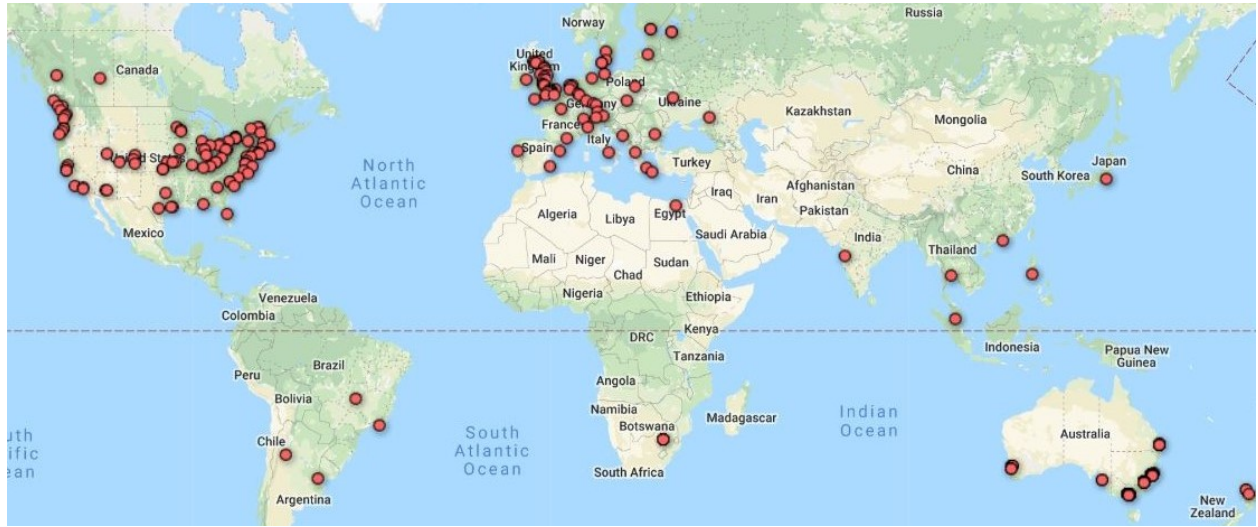 Norway
Russia
Canada
United
Kingdom
Poland
Germany
Ukraine
Kazakhstan
Mongolia
France
Italy
Spain
Turkey
United States
North
Atlantic
Ocean
Japan
South Korea
China
Iraq
Iran
Afghanistan
Pakistan
Algeria
Libya
Egypt
Saudi Arabia
India
Thailand
Mexico
Mali
Niger
Chad
Sudan
Nigeria
Ethiopia
Venezuela
Colombia
DRC
Kenya
Tanzania
Indonesia
Papua New
Guinea
Peru
Brazil
Bolivia
Angola
Namibia
Botswana
Madagascar
Indian
Ocean
Australia
Chile
South
Atlantic
Ocean
South Africa
Argentina
New
Zealand